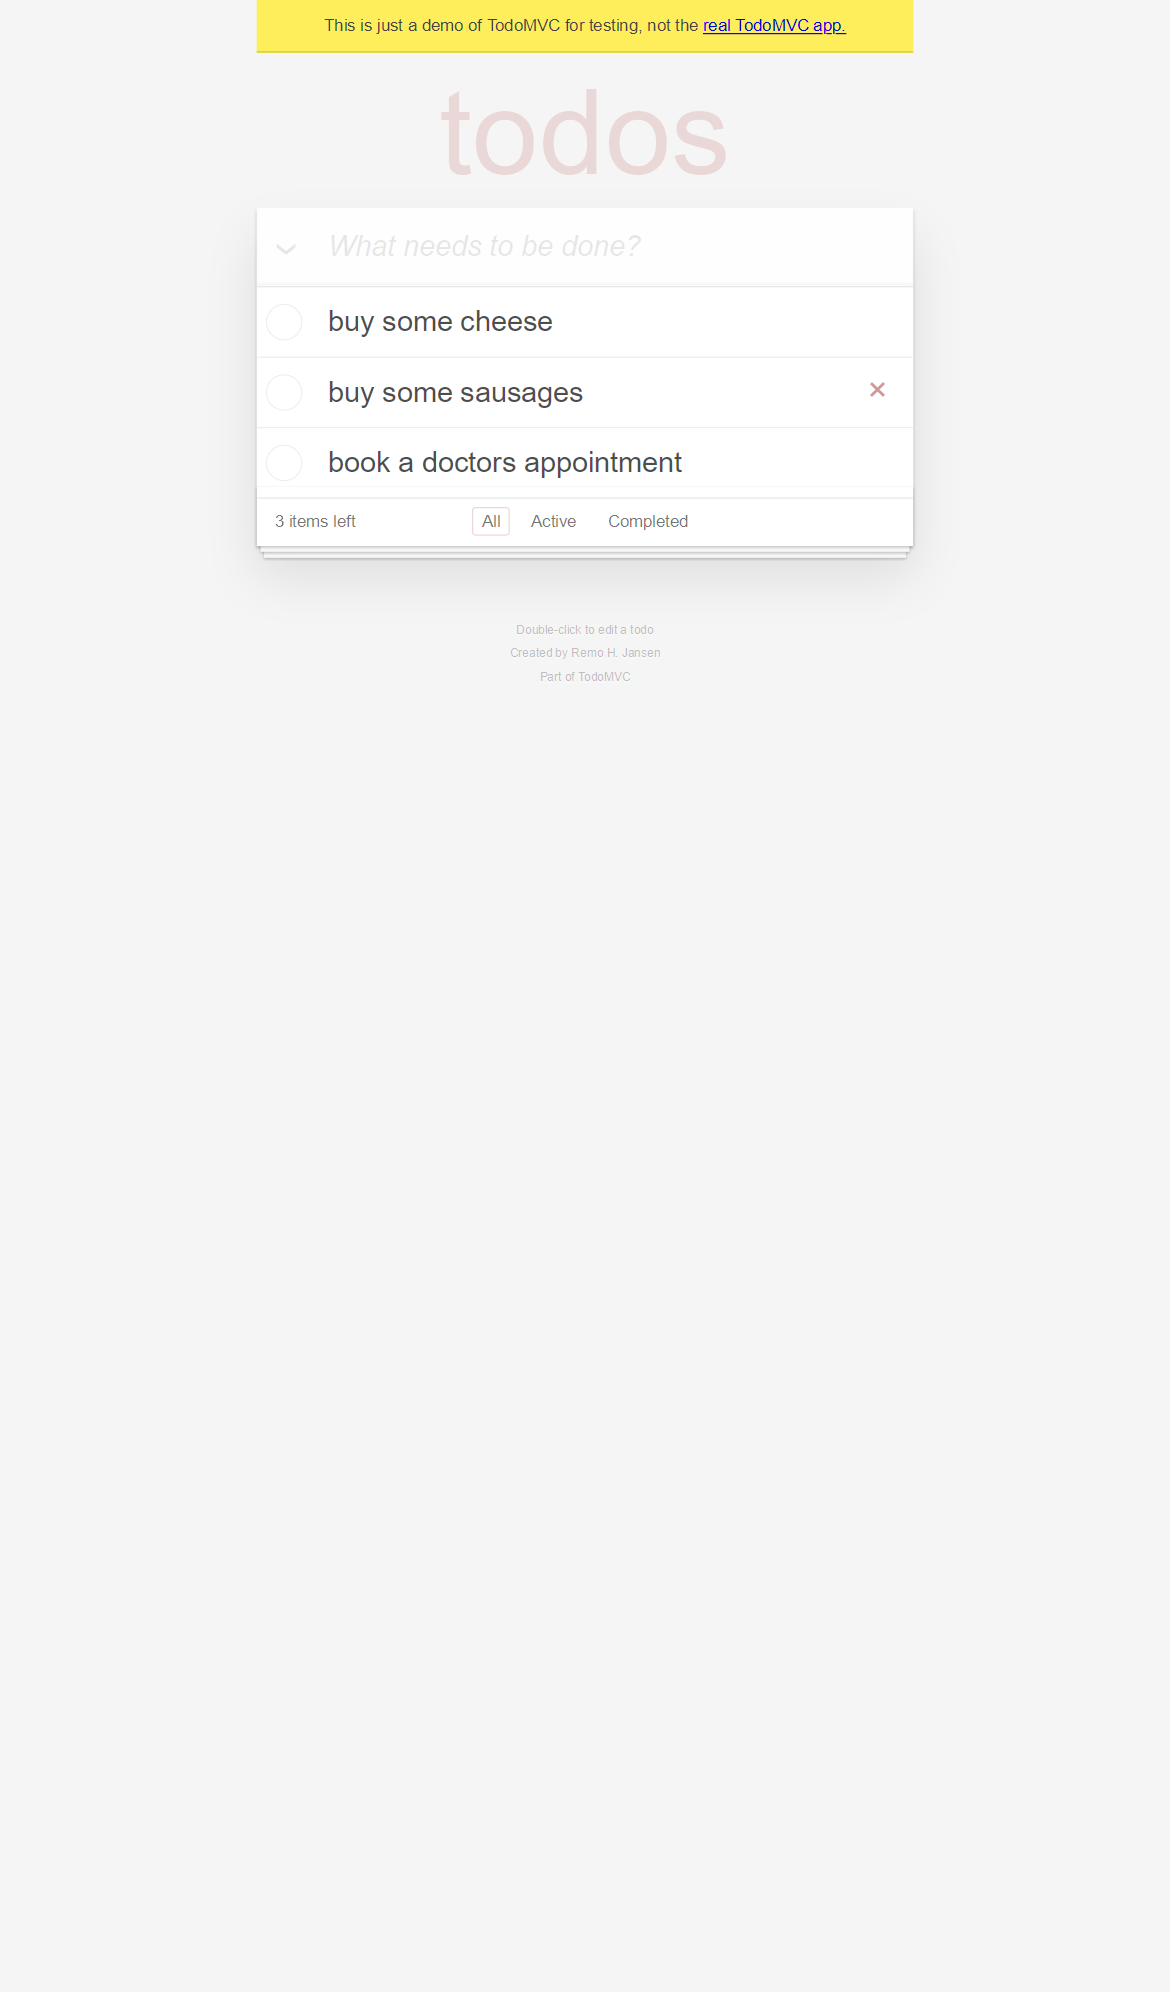 This is just a demo of TodoMVC for testing, not the real TodoMVC app.
todos
What needs to be done?
buy some cheese
buy some sausages
book a doctors appointment
3 items left All Active Completed
Double-click to edit a todo
Created by Remo H. Jansen
Part of TodoMVC